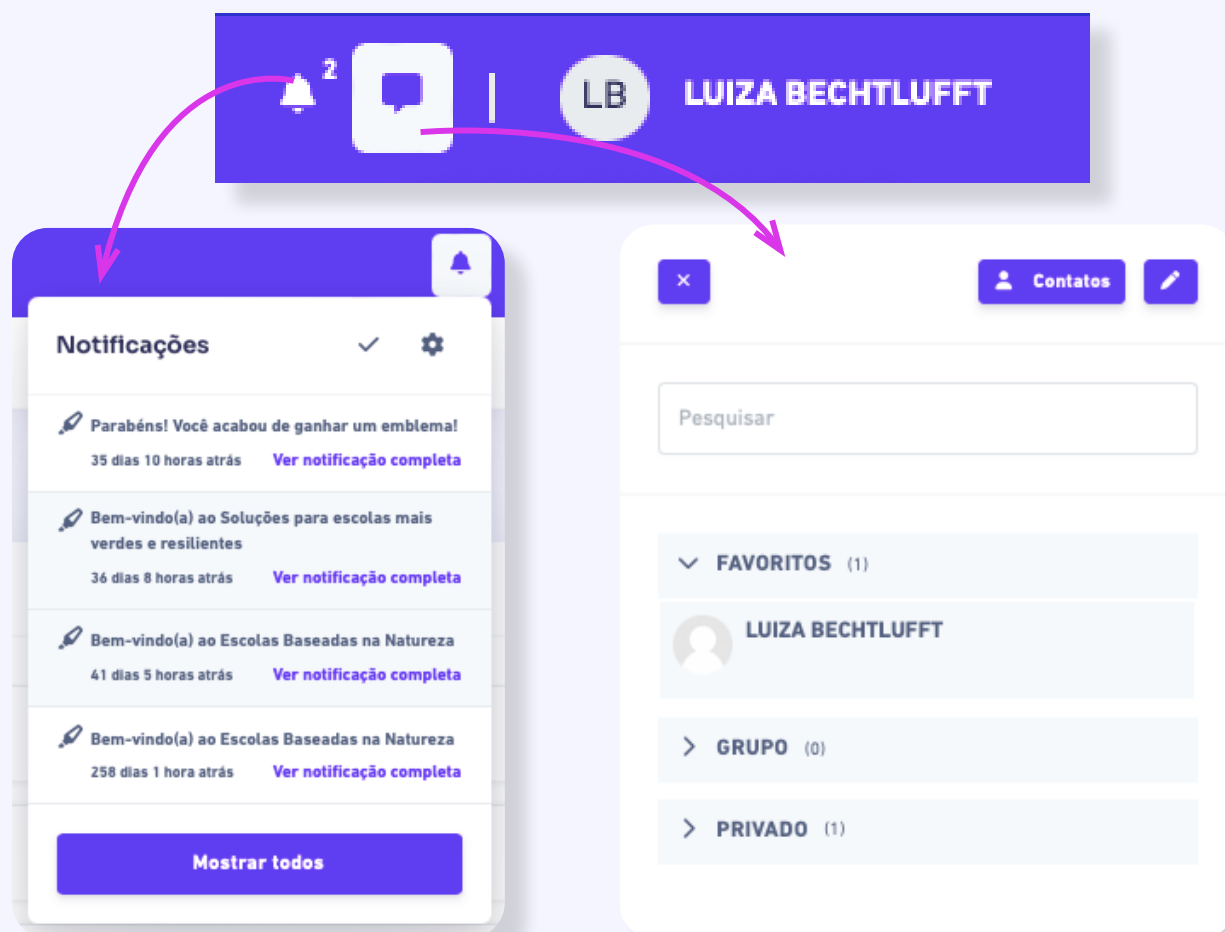 2
LB
LUIZA BECHTLUFFT
Notificações
Parabéns! Você acabou de ganhar um emblema!
35 dias 10 horas atrás Ver notificação completa
Bem-vindo(a) ao Soluções para escolas mais
verdes e resilientes
36 dias 8 horas atrás Ver notificação completa
Bem-vindo(a) ao Escolas Baseadas na Natureza
41 dias 5 horas atrás Ver notificação completa
Bem-vindo(a) ao Escolas Baseadas na Natureza
258 dias 1 hora atrás Ver notificação completa
Mostrar todos
Contatos
Pesquisar
FAVORITOS (1)
LUIZA BECHTLUFFT
GRUPO (0)
PRIVADO (1)